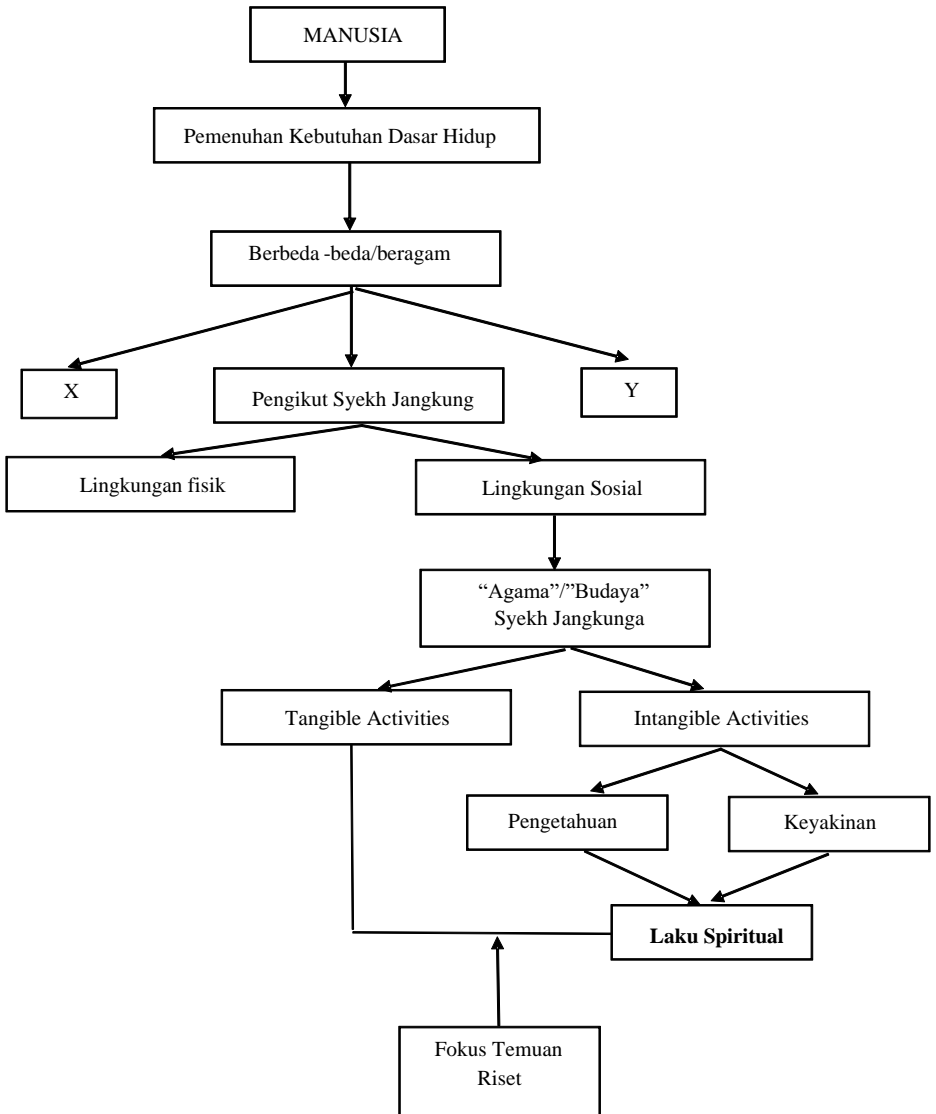 MANUSIA
Pemenuhan Kebutuhan Dasar Hidup
Berbeda -beda/beragam
X
Pengikut Syekh Jangkung
Y
Lingkungan fisik
Lingkungan Sosial
“Agama”/”Budaya”
Syekh Jangkunga
Tangible Activities
Intangible Activities
Pengetahuan
Keyakinan
Laku Spiritual
Fokus Temuan
Riset